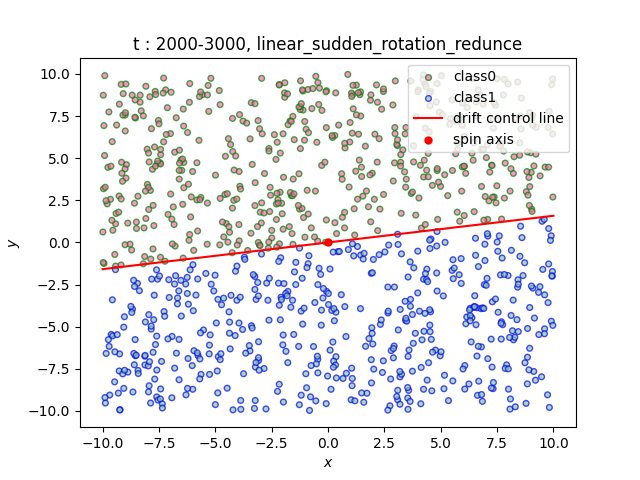 t : 2000-3000, linear_sudden_rotation_redunce
10.0
7.5
5.0
2.5
0.0
−2.5
−5.0
−7.5
−10.0
y
class0
class1
drift control line
spin axis
−10.0 −7.5 −5.0 −2.5 0.0 2.5 5.0 7.5 10.0
x